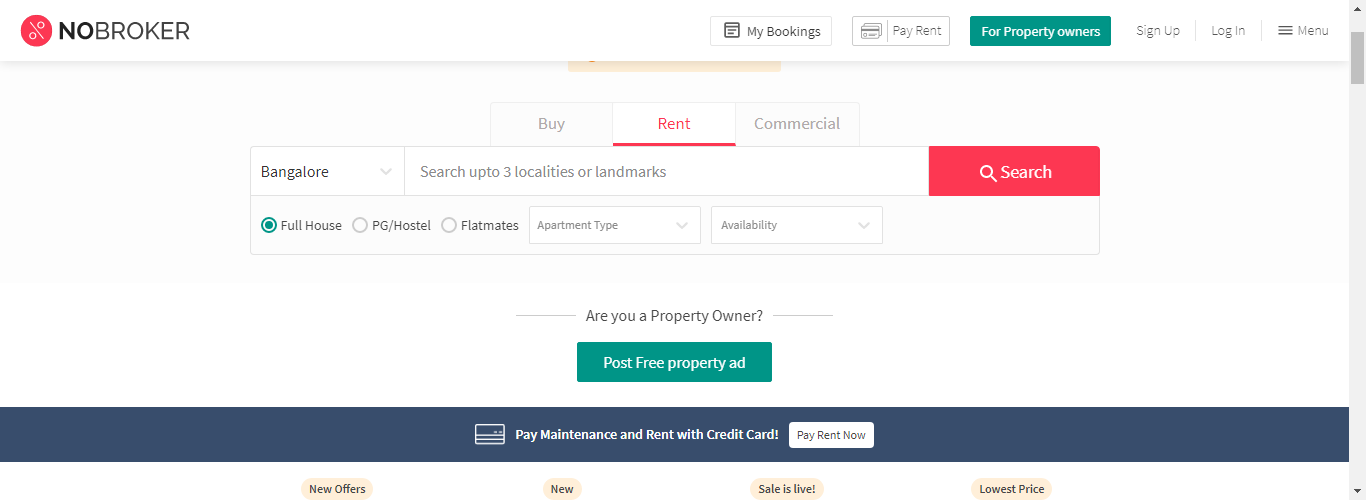 NOBROKER My Bookings Pay Rent For Property owners Sign Up Log In Menu
Buy Rent Commercial
Bangalore Search upto 3 localities or landmarks Search
Full House PG/Hostel Flatmates Apartment Type Availability
Are you a Property Owner?
Post Free property ad
Pay Maintenance and Rent with Credit Card! Pay Rent Now
New Offers New Sale is live! Lowest Price